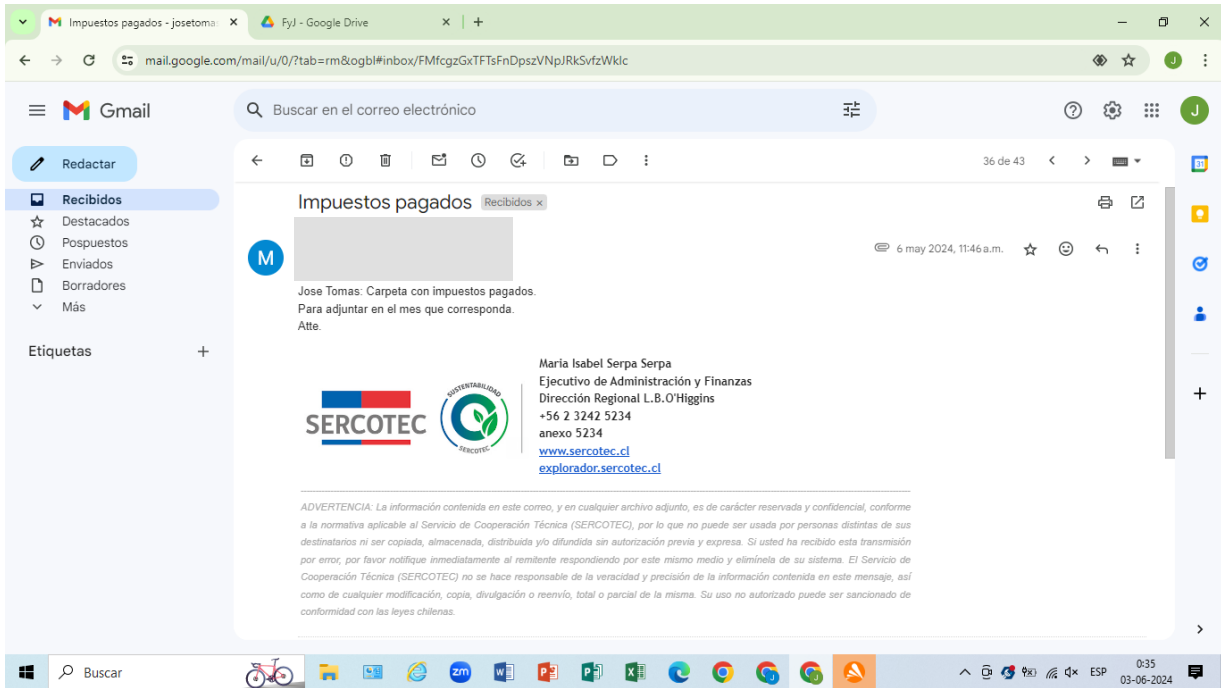 Impuestos pagados - josetoma
FyJ - Google Drive
mail.google.com/mail/u/0/?tab=rm&ogbl#inbox/FMfcgzGxTFTsFnDpszVNpJRkSvfzWklc
J
Gmail
Buscar en el correo electrónico
J
Redactar
36 de 43
31
Recibidos
Destacados
Pospuestos
Enviados
Borradores
Más
Etiquetas
Impuestos pagados Recibidos x
M
6 may 2024, 11:46 a.m.
Jose Tomas: Carpeta con impuestos pagados.
Para adjuntar en el mes que corresponda.
Atte.
SERCOTEC
SUSTENTABILIDAD
SERCOTEC
Maria Isabel Serpa Serpa
Ejecutivo de Administración y Finanzas
Dirección Regional L.B.O'Higgins
+56 2 3242 5234
anexo 5234
www.sercotec.cl
explorador.sercotec.cl
ADVERTENCIA: La información contenida en este correo, y en cualquier archivo adjunto, es de carácter reservada y confidencial, conforme
a la normativa aplicable al Servicio de Cooperación Técnica (SERCOTEC), por lo que no puede ser usada por personas distintas de sus
destinatarios ni ser copiada, almacenada, distribuida y/o difundida sin autorización previa y expresa. Si usted ha recibido esta transmisión
por error, por favor notifique inmediatamente al remitente respondiendo por este mismo medio y elimínela de su sistema. El Servicio de
Cooperación Técnica (SERCOTEC) no se hace responsable de la veracidad y precisión de la información contenida en este mensaje, así
como de cualquier modificación, copia, divulgación o reenvío, total o parcial de la misma. Su uso no autorizado puede ser sancionado de
conformidad con las leyes chilenas.
Buscar
zm
ESP
0:35
03-06-2024